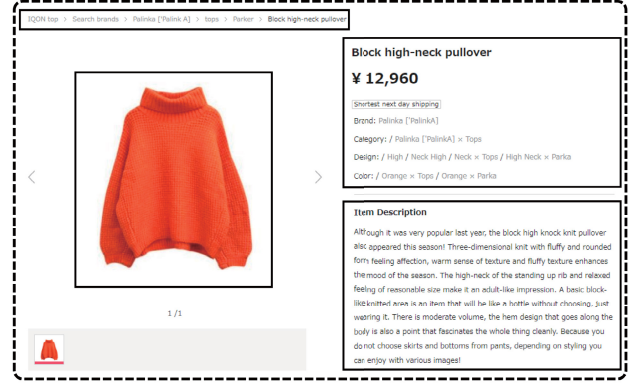 IQON top > Search brands > Palinka ['Palink A] > tops > Parker > Block high-neck pullover
Block high-neck pullover
¥ 12,960
Shortest next day shipping
Brand: Palinka ['PalinkA]
Category: / Palinka ['PalinkA] × Tops
Design: / High / Neck High / Neck × Tops / High Neck × Parka
Color: / Orange × Tops / Orange × Parka
Item Description
Although it was very popular last year, the block high knock knit pullover
also appeared this season! Three-dimensional knit with fluffy and rounded
form feeling affection, warm sense of texture and fluffy texture enhances
the mood of the season. The high-neck of the standing up rib and relaxed
feeling of reasonable size make it an adult-like impression. A basic block-
like knitted area is an item that will be like a bottle without choosing, just
wearing it. There is moderate volume, the hem design that goes along the
body is also a point that fascinates the whole thing cleanly. Because you
do not choose skirts and bottoms from pants, depending on styling you
can enjoy with various images!
1 /1